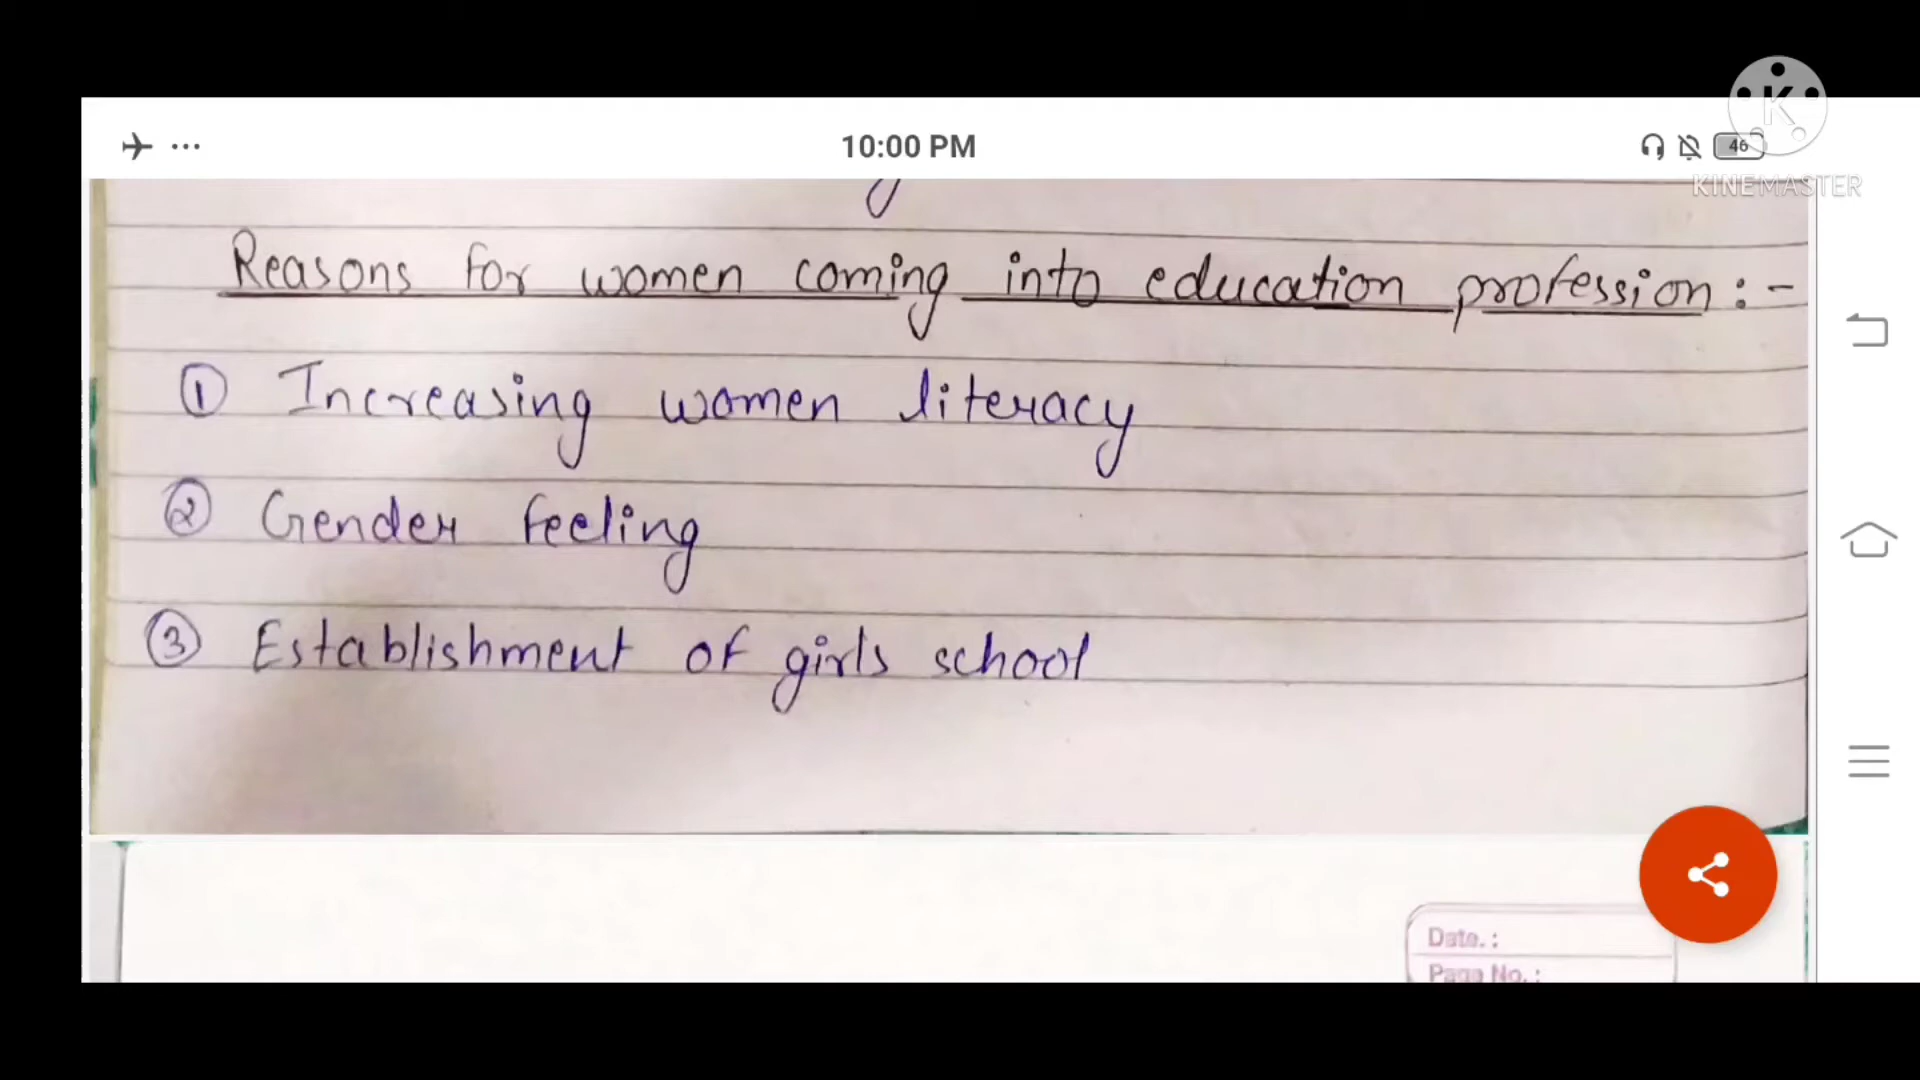 10:00 PM
46
KINEMASTER
Reasons for women coming into education profession :-
1 Increasing women literacy
2 Gender feeling
3 Establishment of girls school
Date. :
Page No. :